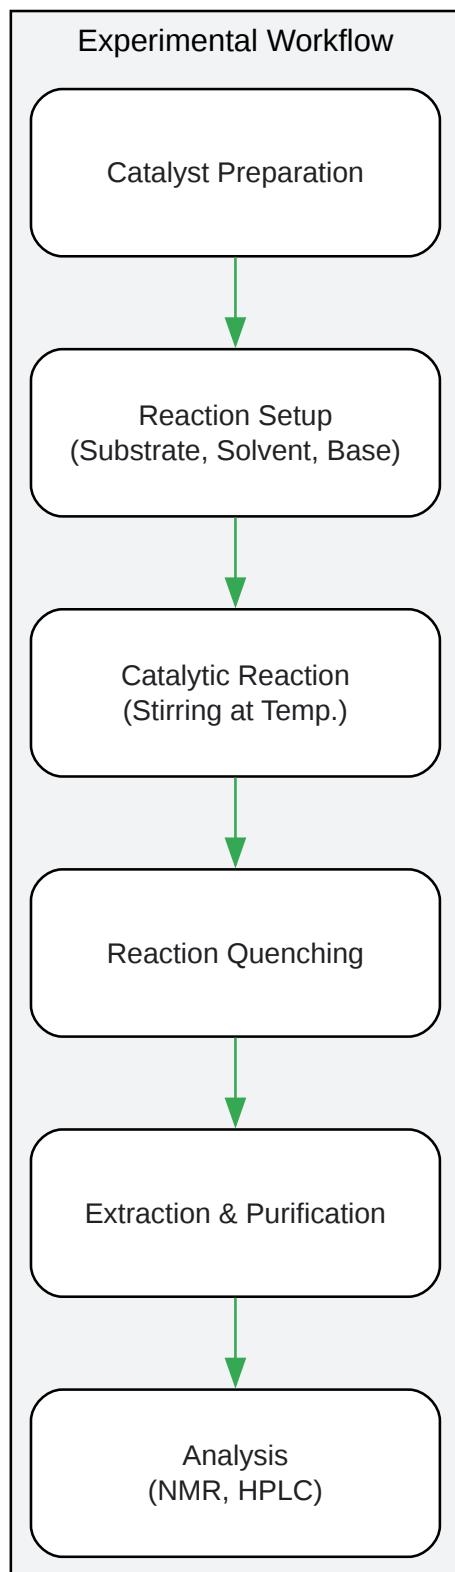 Experimental Workflow
Catalyst Preparation
Reaction Setup
(Substrate, Solvent, Base)
Catalytic Reaction
(Stirring at Temp.)
Reaction Quenching
Extraction & Purification
Analysis
(NMR, HPLC)